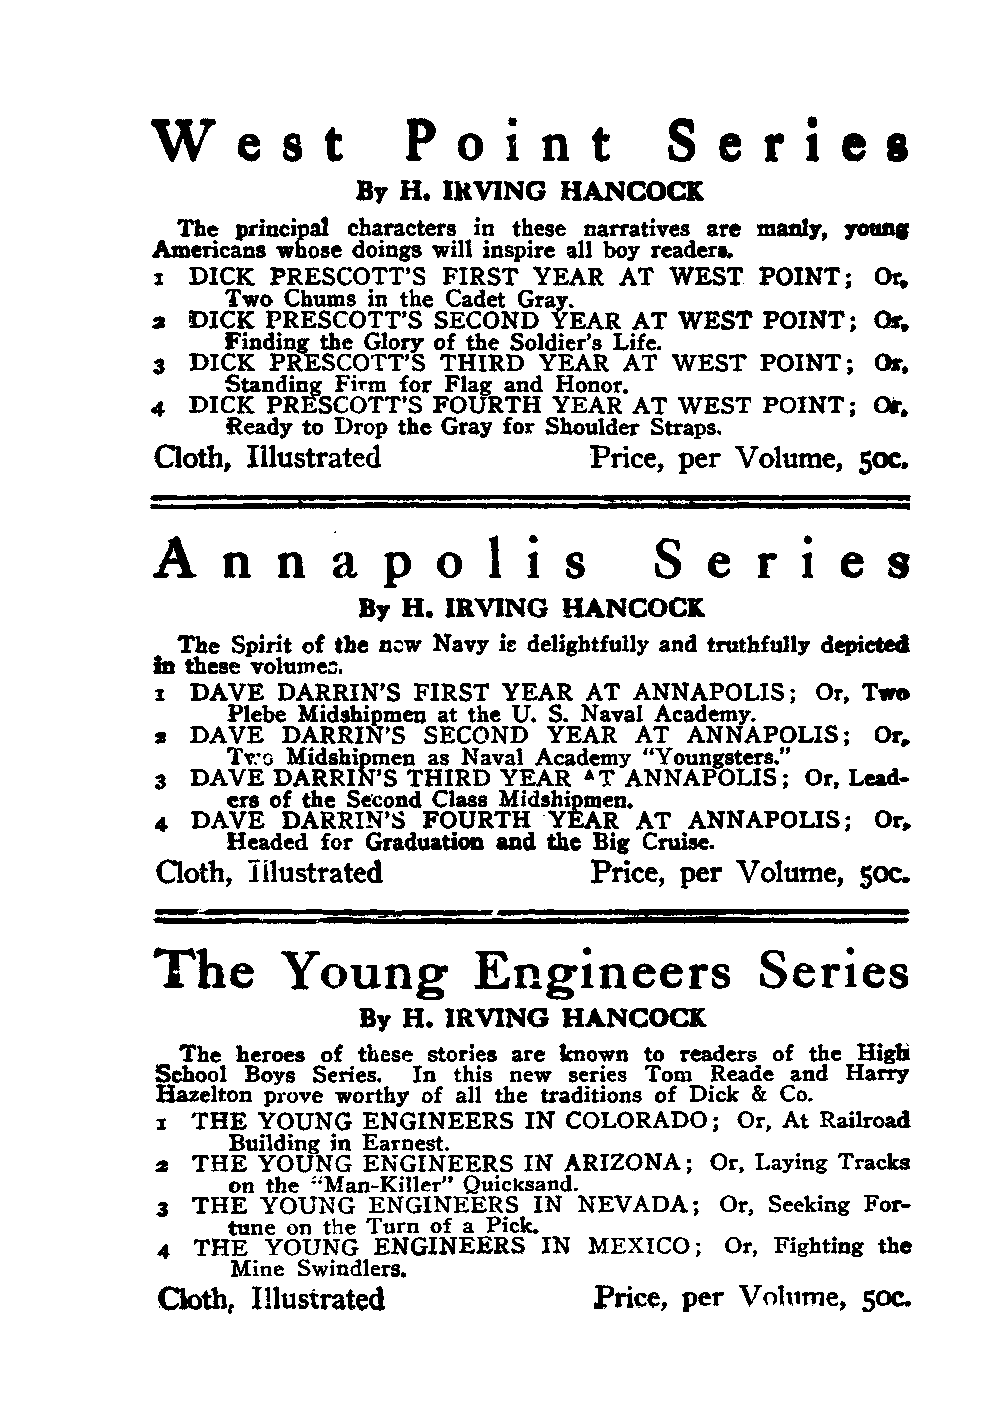 West Point Series
By H. IRVING HANCOCK
The principal characters in these narratives are manly, young
Americans whose doings will inspire all boy readers.
1 DICK PRESCOTT'S FIRST YEAR AT WEST POINT; Or,
Two Chums in the Cadet Gray.
2 DICK PRESCOTT'S SECOND YEAR AT WEST POINT; Or,
Finding the Glory of the Soldier's Life.
3 DICK PRESCOTT'S THIRD YEAR AT WEST POINT; Or,
Standing Firm for Flag and Honor.
4 DICK PRESCOTT'S FOURTH YEAR AT WEST POINT; Or,
Ready to Drop the Gray for Shoulder Straps.
Cloth, Illustrated Price, per Volume, 50c.
Annapolis Series
By H. IRVING HANCOCK
The Spirit of the new Navy is delightfully and truthfully depicted
in these volumes.
1 DAVE DARRIN'S FIRST YEAR AT ANNAPOLIS; Or, Two
Plebe Midshipmen at the U. S. Naval Academy.
2 DAVE DARRIN'S SECOND YEAR AT ANNAPOLIS; Or,
Two Midshipmen as Naval Academy "Youngsters."
3 DAVE DARRIN'S THIRD YEAR AT ANNAPOLIS; Or, Lead-
ers of the Second Class Midshipmen.
4 DAVE DARRIN'S FOURTH YEAR AT ANNAPOLIS; Or,
Headed for Graduation and the Big Cruise.
Cloth, Illustrated Price, per Volume, 50c.
The Young Engineers Series
By H. IRVING HANCOCK
The heroes of these stories are known to readers of the High
School Boys Series. In this new series Tom Reade and Harry
Hazelton prove worthy of all the traditions of Dick & Co.
1 THE YOUNG ENGINEERS IN COLORADO; Or, At Railroad
Building in Earnest.
2 THE YOUNG ENGINEERS IN ARIZONA; Or, Laying Tracks
on the "Man-Killer" Quicksand.
3 THE YOUNG ENGINEERS IN NEVADA; Or, Seeking For-
tune on the Turn of a Pick.
4 THE YOUNG ENGINEERS IN MEXICO; Or, Fighting the
Mine Swindlers.
Cloth, Illustrated Price, per Volume, 50c.